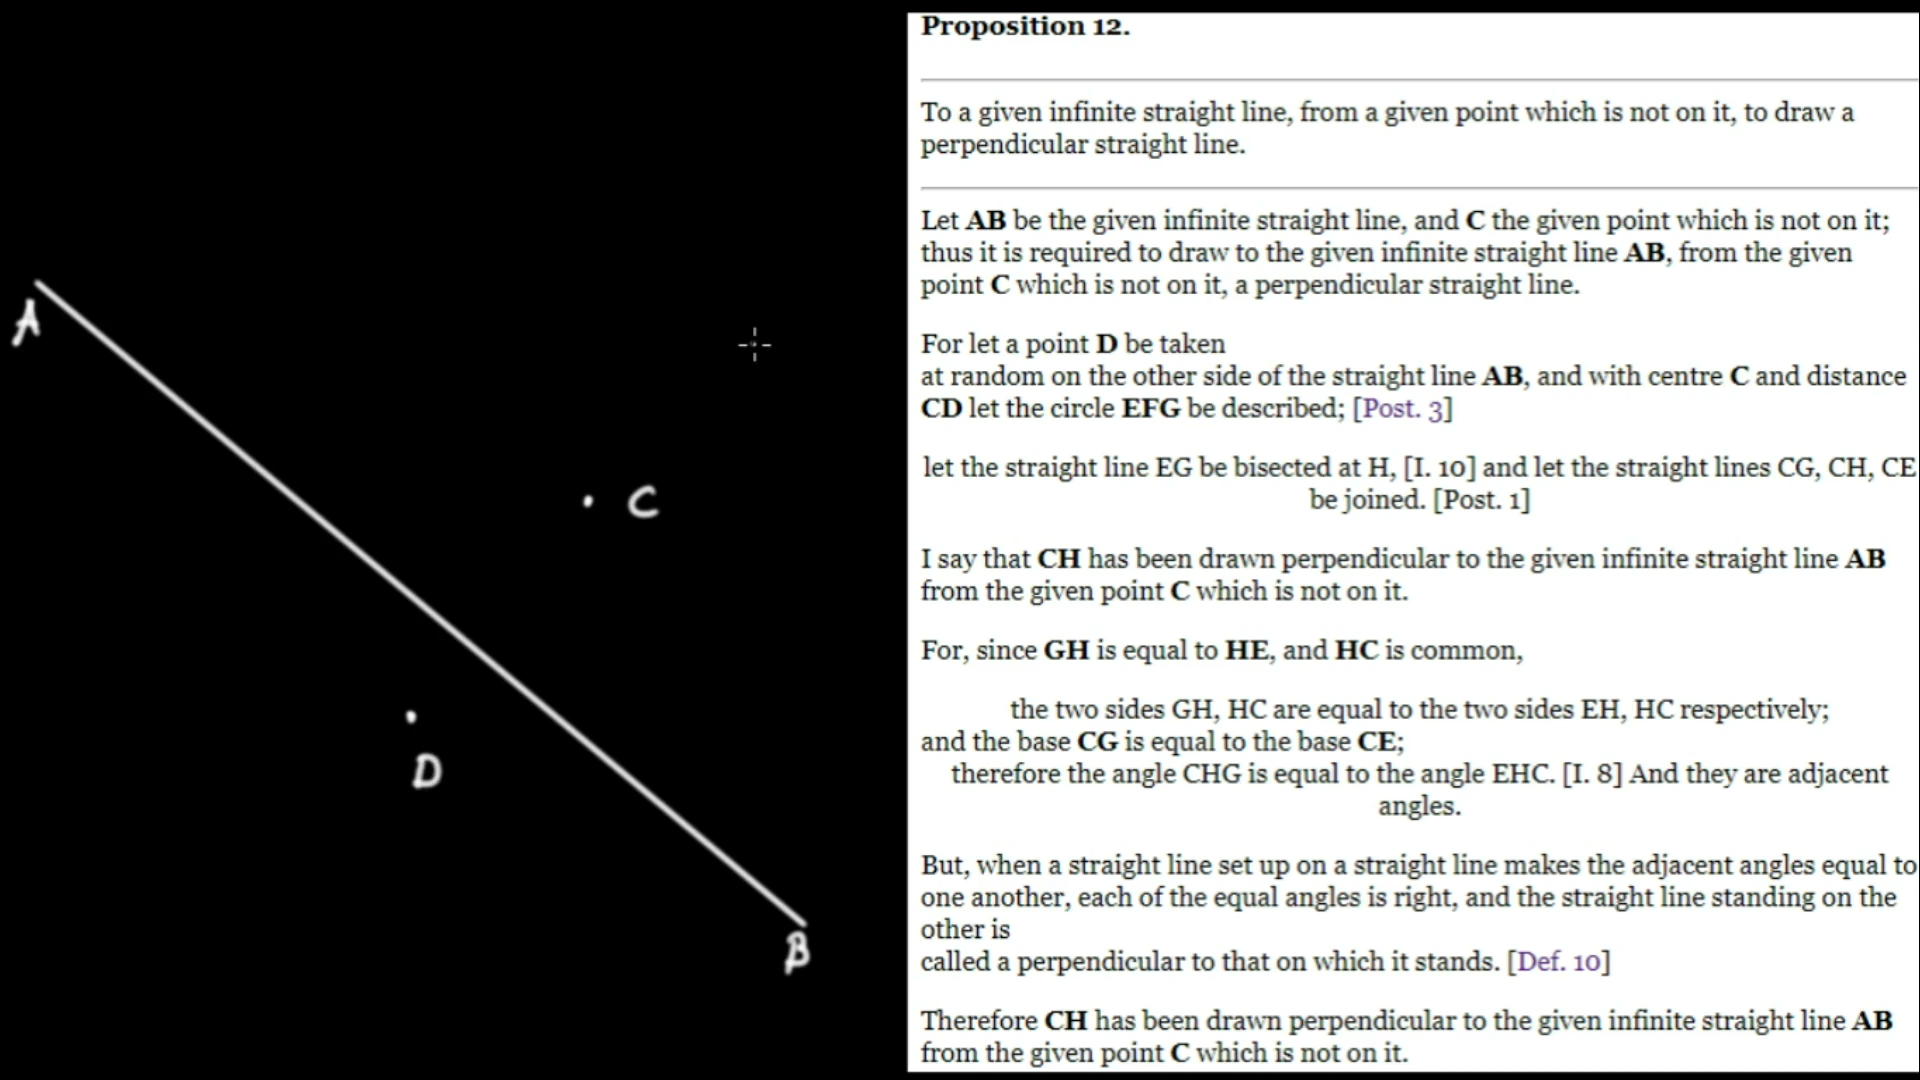 A
C
D
B
Proposition 12.
To a given infinite straight line, from a given point which is not on it, to draw a
perpendicular straight line.
Let AB be the given infinite straight line, and C the given point which is not on it;
thus it is required to draw to the given infinite straight line AB, from the given
point C which is not on it, a perpendicular straight line.
For let a point D be taken
at random on the other side of the straight line AB, and with centre C and distance
CD let the circle EFG be described; [Post. 3]
let the straight line EG be bisected at H, [I. 10] and let the straight lines CG, CH, CE
be joined. [Post. 1]
I say that CH has been drawn perpendicular to the given infinite straight line AB
from the given point C which is not on it.
For, since GH is equal to HE, and HC is common,
the two sides GH, HC are equal to the two sides EH, HC respectively;
and the base CG is equal to the base CE;
therefore the angle CHG is equal to the angle EHC. [I. 8] And they are adjacent
angles.
But, when a straight line set up on a straight line makes the adjacent angles equal to
one another, each of the equal angles is right, and the straight line standing on the
other is
called a perpendicular to that on which it stands. [Def. 10]
Therefore CH has been drawn perpendicular to the given infinite straight line AB
from the given point C which is not on it.